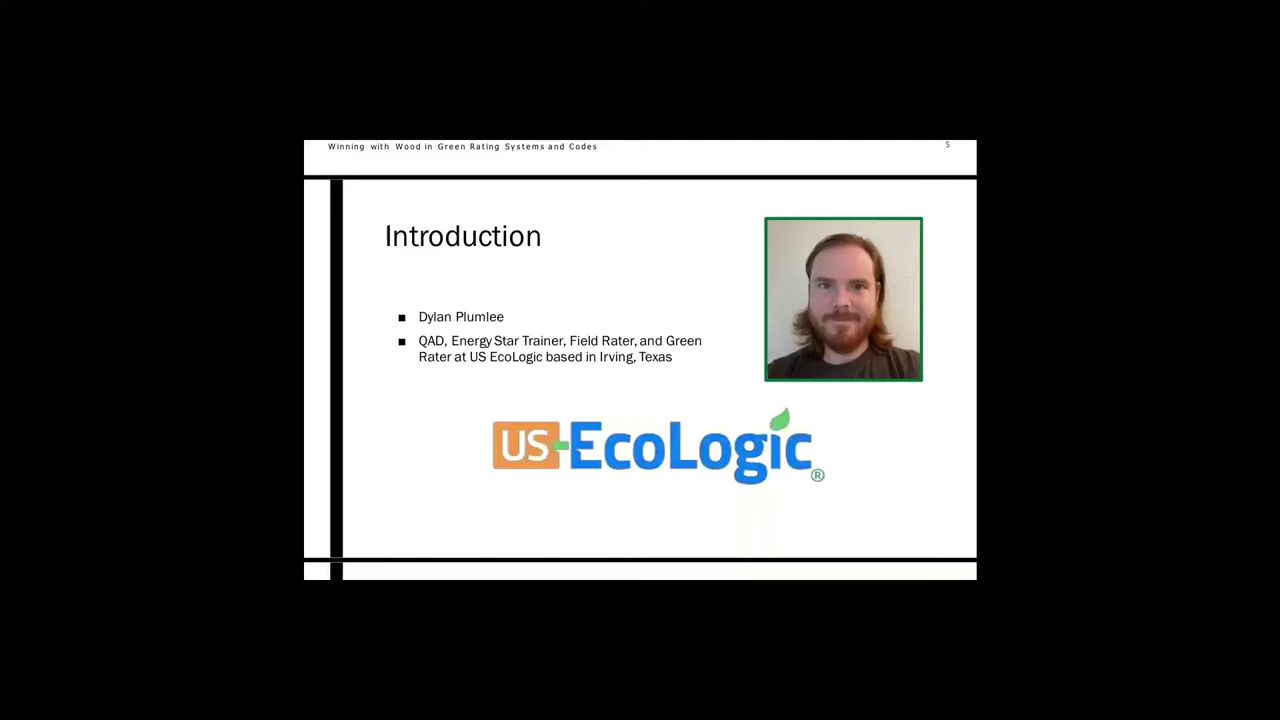 Winning with Wood in Green Rating Systems and Codes
5
Introduction
■ Dylan Plumlee
■ QAD, Energy Star Trainer, Field Rater, and Green
Rater at US EcoLogic based in Irving, Texas
US-EcoLogic®